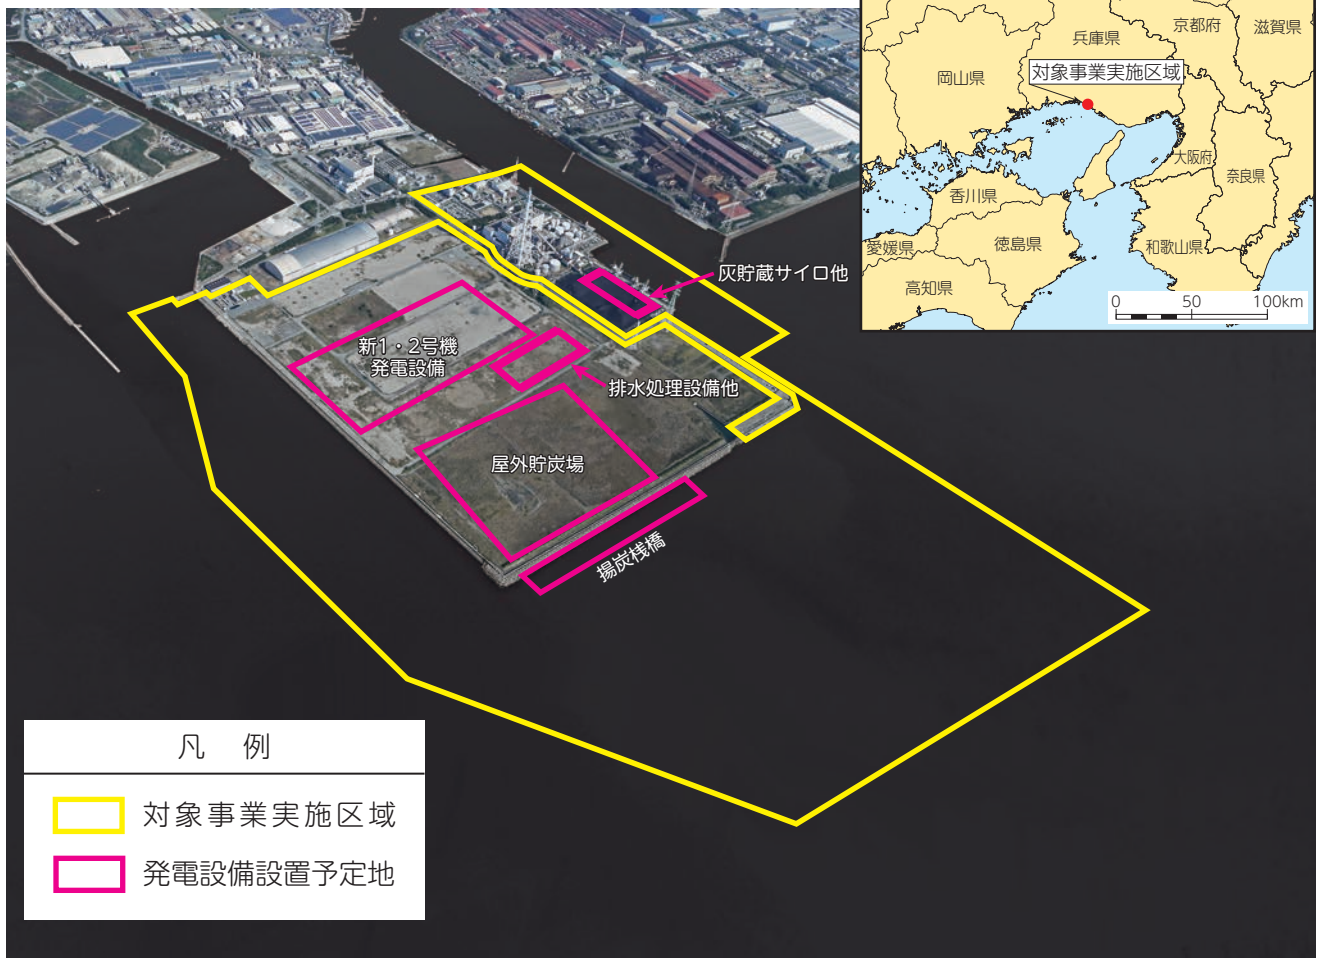 兵庫県
京都府
滋賀県
岡山県
対象事業実施区域
大阪府
奈良県
香川県
愛媛県
徳島県
和歌山県
高知県
0 50 100km
灰貯蔵サイロ他
新1・2号機
発電設備
排水処理設備他
屋外貯炭場
揚炭桟橋
凡 例
対象事業実施区域
発電設備設置予定地